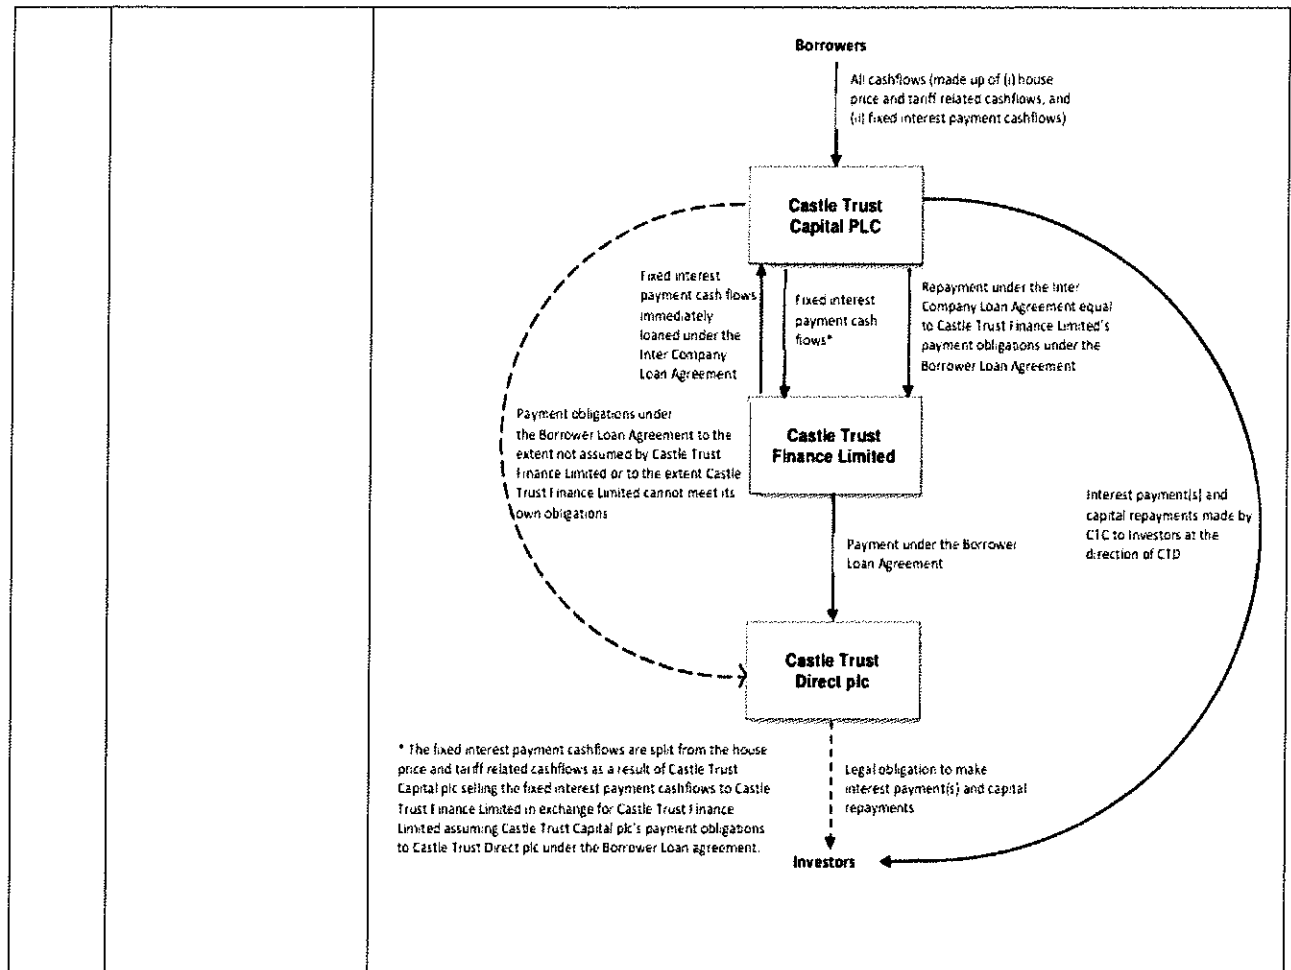 Borrowers
All cashflows (made up of (i) house
price and tariff related cashflows, and
(ii) fixed interest payment cashflows)
Castle Trust
Capital PLC
Fixed interest
payment cash flows
immediately
loaned under the
Inter Company
Loan Agreement
Fixed interest
payment cash
flows*
Repayment under the Inter
Company Loan Agreement equal
to Castle Trust Finance Limited's
payment obligations under the
Borrower Loan Agreement
Payment obligations under
the Borrower Loan Agreement to the
extent not assumed by Castle Trust
Finance Limited or to the extent Castle
Trust Finance Limited cannot meet its
own obligations
Castle Trust
Finance Limited
Interest payment(s) and
capital repayments made by
CTC to Investors at the
direction of CTD
Payment under the Borrower
Loan Agreement
Castle Trust
Direct plc
* The fixed interest payment cashflows are split from the house
price and tariff related cashflows as a result of Castle Trust
Capital plc selling the fixed interest payment cashflows to Castle
Trust Finance Limited in exchange for Castle Trust Finance
Limited assuming Castle Trust Capital plc's payment obligations
to Castle Trust Direct plc under the Borrower Loan agreement.
Legal obligation to make
interest payment(s) and capital
repayments
Investors